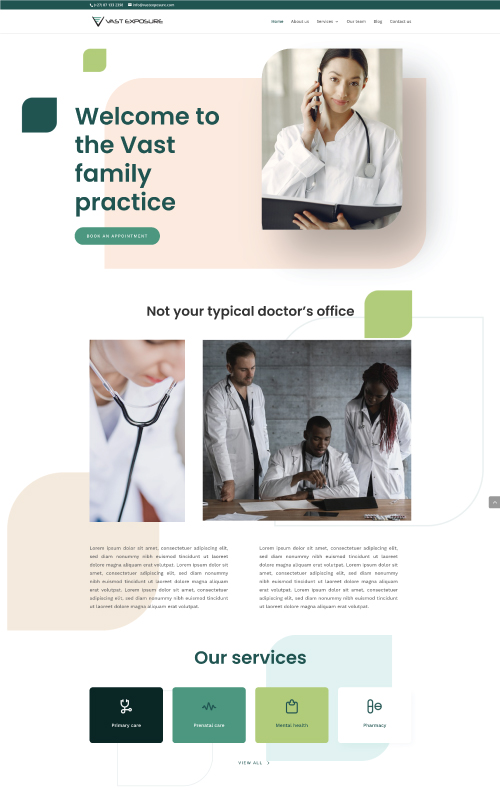 (+27) 87 133 2310 info@vastexposure.com
VAST EXPOSURE
Home About us Services Our team Blog Contact us
Welcome to
the Vast
family
practice
BOOK AN APPOINTMENT
Not your typical doctor's office
Lorem ipsum dolor sit amet, consectetuer adipiscing elit,
sed diam nonummy nibh euismod tincidunt ut laoreet
dolore magna aliquam erat volutpat. Lorem ipsum dolor sit
amet, consectetuer adipiscing elit, sed diam nonummy
nibh euismod tincidunt ut laoreet dolore magna aliquam
erat volutpat. Lorem ipsum dolor sit amet, consectetuer
adipiscing elit, sed diam nonummy nibh euismod tincidunt
ut laoreet dolore magna aliquam erat volutpat.
Lorem ipsum dolor sit amet, consectetuer adipiscing elit,
sed diam nonummy nibh euismod tincidunt ut laoreet
dolore magna aliquam erat volutpat. Lorem ipsum dolor sit
amet, consectetuer adipiscing elit, sed diam nonummy
nibh euismod tincidunt ut laoreet dolore magna aliquam
erat volutpat. Lorem ipsum dolor sit amet, consectetuer
adipiscing elit, sed diam nonummy nibh euismod tincidunt
ut laoreet dolore magna aliquam erat volutpat.
Our services
Primary care
Prenatal care
Mental health
Pharmacy
VIEW ALL